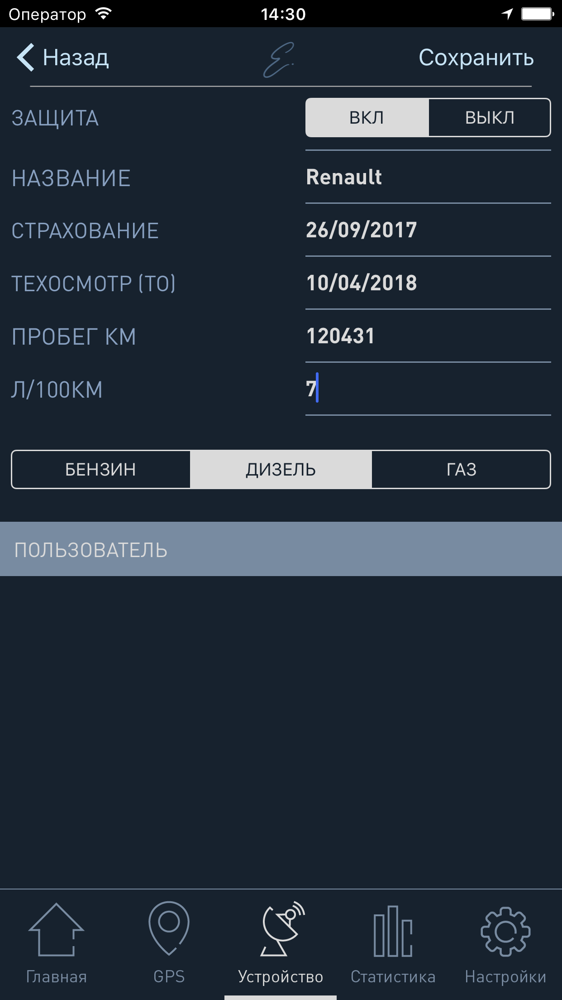 Оператор 14:30
Назад E. Сохранить
ЗАЩИТА ВКЛ ВЫКЛ
НАЗВАНИЕ Renault
СТРАХОВАНИЕ 26/09/2017
ТЕХОСМОТР (ТО) 10/04/2018
ПРОБЕГ КМ 120431
Л/100КМ 7
БЕНЗИН ДИЗЕЛЬ ГАЗ
ПОЛЬЗОВАТЕЛЬ
Главная GPS Устройство Статистика Настройки